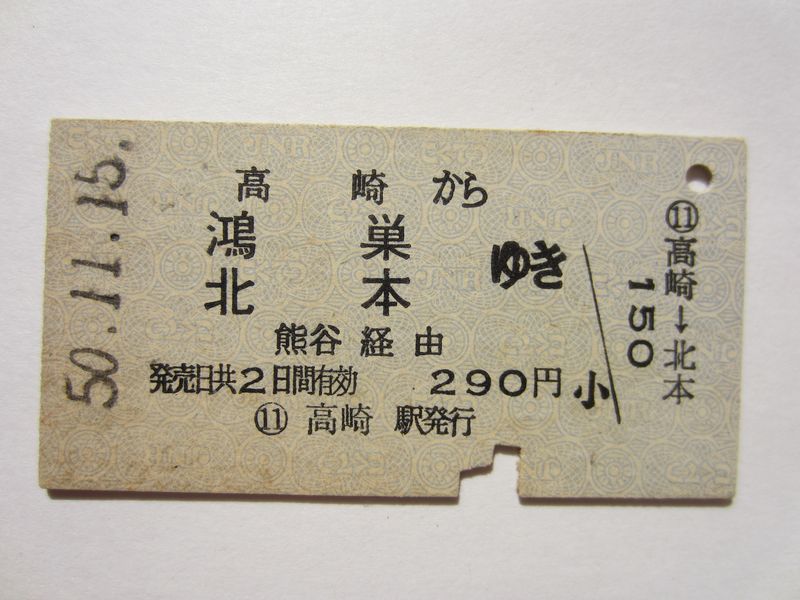 50.11.15.
高崎から
鴻巣
北本
ゆき
熊谷経由
発売日共2日間有効 290円
⑪ 高崎 駅発行
小
150
⑪高崎→北本